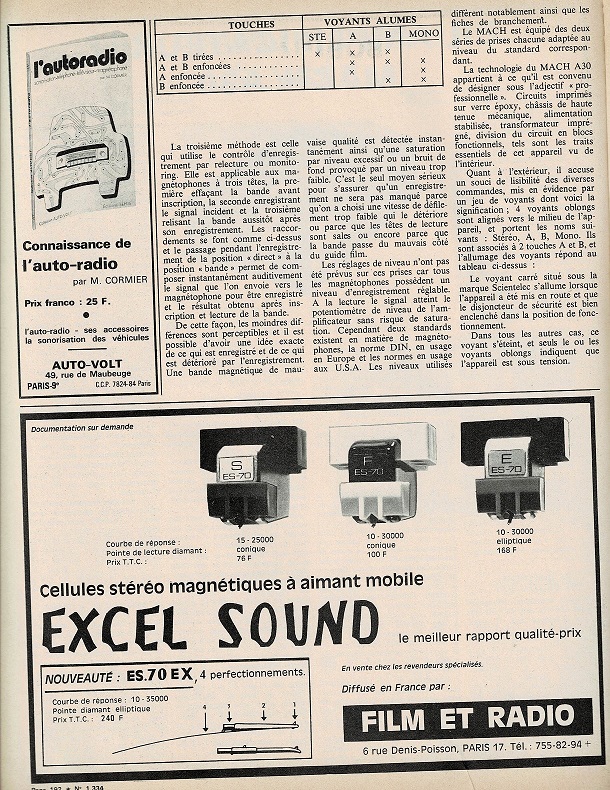 l'autoradio
Connaissance de
l'auto-radio
par M. CORMIER
Prix franco : 25 F.
l'auto-radio - ses accessoires
la sonorisation des véhicules
AUTO-VOLT
49, rue de Maubeuge
PARIS-9e C.C.P. 7824-84 Paris
TOUCHES VOYANTS ALUMES
STE A B MONO
A et B tirées x x x
A et B enfoncées x x x
A enfoncée x x
B enfoncée x x
La troisième méthode est celle
qui utilise le contrôle d'enregis-
trement par relecture ou monito-
ring. Elle est applicable aux ma-
gnétophones à trois têtes, la pre-
mière effaçant la bande avant
inscription, la seconde enregistrant
le signal incident et la troisième
relisant la bande aussitôt après
son enregistrement. Les raccor-
dements se font comme ci-dessus
et le passage pendant l'enregistre-
ment de la position « direct » à la
position « bande » permet de com-
poser instantanément auditivement
le signal que l'on envoie vers le
magnétophone pour être enregistré
et le résultat obtenu après ins-
cription et lecture de la bande.
De cette façon, les moindres dif-
férences sont perceptibles et il est
possible d'avoir une idée exacte
de ce qui est enregistré et de ce qui
est détérioré par l'enregistrement.
Une bande magnétique de mau-
vaise qualité est détectée instan-
tanément ainsi qu'une saturation
par niveau excessif ou un bruit de
fond provoqué par un niveau trop
faible. C'est le seul moyen sérieux
pour s'assurer qu'un enregistre-
ment ne sera pas manqué parce
qu'on a choisi une vitesse de défile-
ment trop faible qui le détériore
ou parce que les têtes de lecture
sont sales ou encore parce que
la bande passe du mauvais côté
du guide film.
Les réglages de niveau n'ont pas
été prévus sur ces prises car tous
les magnétophones possèdent un
niveau d'enregistrement réglable.
A la lecture le signal atteint le
potentiomètre de niveau de l'am-
plificateur sans risque de satura-
tion. Cependant deux standards
existent en matière de magnéto-
phones, la norme DIN, en usage
en Europe et les normes en usage
aux U.S.A. Les niveaux utilisés
diffèrent notablement ainsi que les
fiches de branchement.
Le MACH est équipé des deux
séries de prises chacune adaptée au
niveau du standard correspon-
dant.
La technologie du MACH A30
appartient à ce qu'il est convenu
de désigner sous l'adjectif « pro-
fessionnelle ». Circuits imprimés
sur verre époxy, châssis de haute
tenue mécanique, alimentation
stabilisée, transformateur impré-
gné, division du circuit en blocs
fonctionnels, tels sont les traits
essentiels de cet appareil vu de
l'intérieur.
Quant à l'extérieur, il accuse
un souci de lisibilité des diverses
commandes, mis en évidence par
un jeu de voyants dont voici la
signification ; 4 voyants oblongs
sont alignés vers le milieu de l'ap-
pareil, et portent les noms sui-
vants : Stéréo, A, B, Mono. Ils
sont associés à 2 touches A et B, et
l'allumage des voyants répond au
tableau ci-dessus :
Le voyant carré situé sous la
marque Scientelec s'allume lorsque
l'appareil a été mis en route et que
le disjoncteur de sécurité est bien
enclenché dans la position de fonc-
tionnement.
Dans tous les autres cas, ce
voyant s'éteint, et seuls le ou les
voyants oblongs indiquent que
l'appareil est sous tension.
Documentation sur demande
S
ES-70
F
ES-70
E
ES-70
Courbe de réponse : 15 - 25000 10 - 30000 10 - 30000
Pointe de lecture diamant : conique conique elliptique
Prix T.T.C. : 76 F 100 F 168 F
Cellules stéréo magnétiques à aimant mobile
EXCEL SOUND le meilleur rapport qualité-prix
NOUVEAUTÉ : ES.70 EX, 4 perfectionnements.
Courbe de réponse : 10 - 35000
Pointe diamant elliptique
Prix T.T.C. : 240 F
4 3 2 1
En vente chez les revendeurs spécialisés.
Diffusé en France par :
FILM ET RADIO
6 rue Denis-Poisson, PARIS 17. Tél. : 755-82-94 +
Page 192 ★ N° 1 334